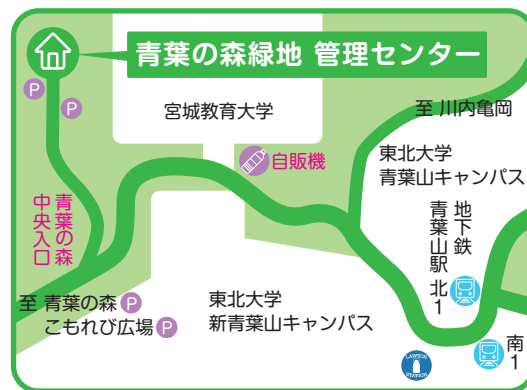 青葉の森緑地 管理センター
P
P
宮城教育大学
至 川内亀岡
自販機
東北大学
青葉山キャンパス
地下鉄
青葉山駅
北1
青葉の森
中央入口
至 青葉の森 P
こもれび広場 P
東北大学
新青葉山キャンパス
南1
LAWSON
STATION